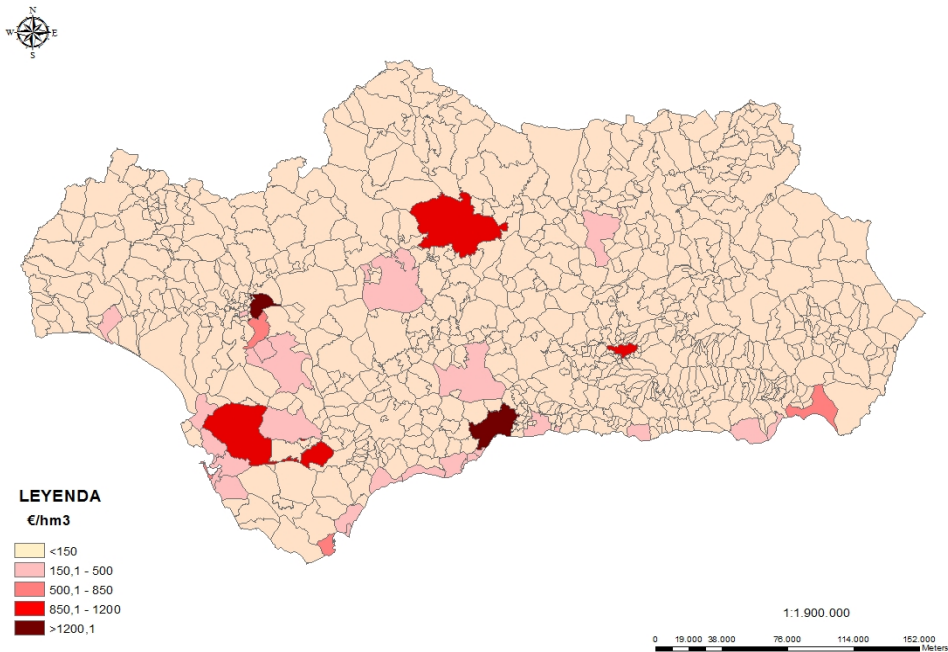 N
W E
S
LEYENDA
€/hm3
<150
150,1 - 500
500,1 - 850
850,1 - 1200
>1200,1
1:1.900.000
0 19.000 38.000 76.000 114.000 152.000
Meters